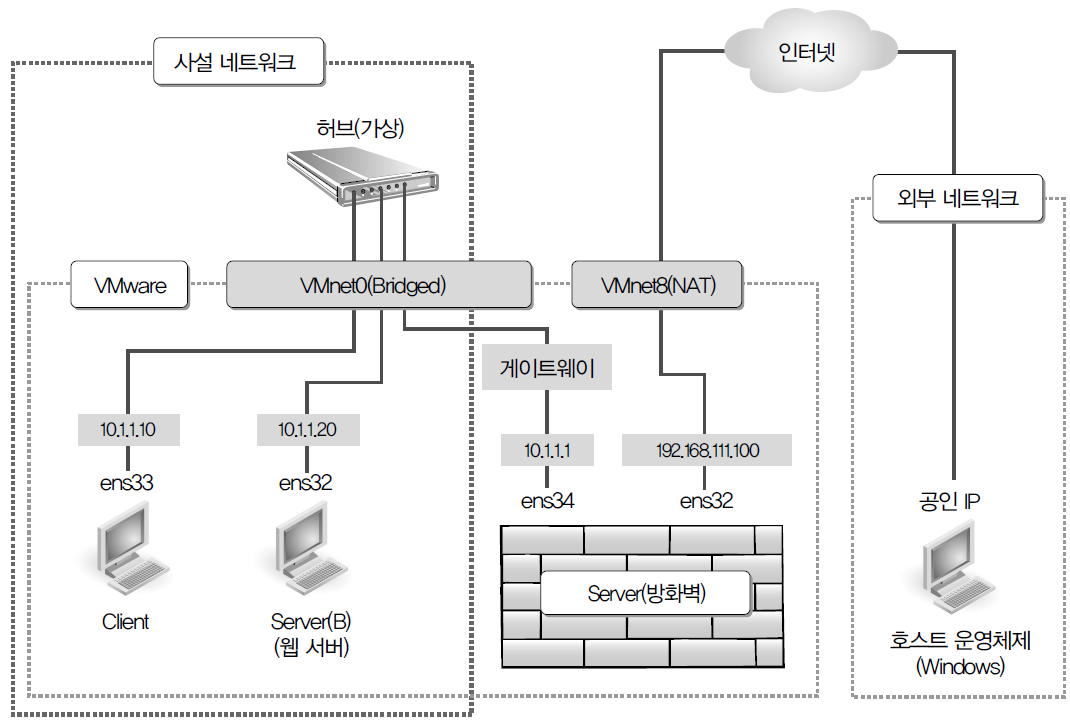 인터넷
사설 네트워크
허브(가상)
외부 네트워크
VMware
VMnet0(Bridged)
VMnet8(NAT)
게이트웨이
10.1.1.10
10.1.1.20
10.1.1.1
192.168.111.100
ens33
ens32
ens34
ens32
공인 IP
Client
Server(B)
(웹 서버)
Server(방화벽)
호스트 운영체제
(Windows)